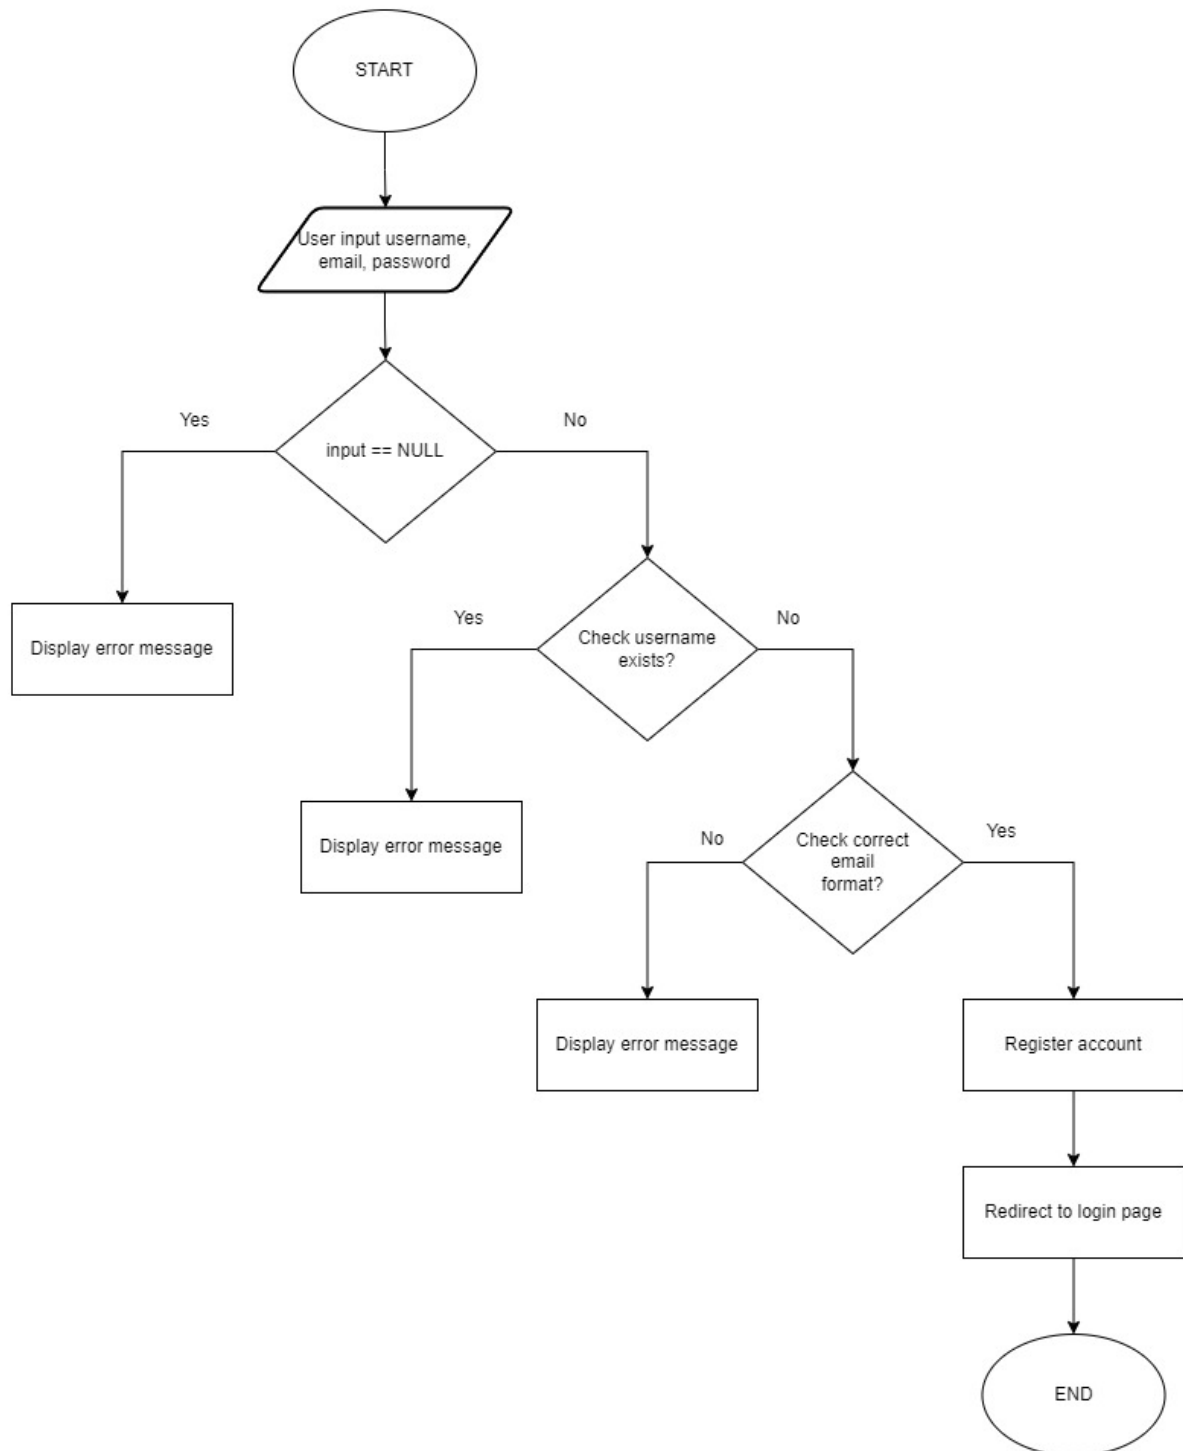 START
User input username,
email, password
Yes
No
input == NULL
Yes
No
Check username
exists?
Display error message
No
Yes
Check correct
email
format?
Display error message
Display error message
Register account
Redirect to login page
END